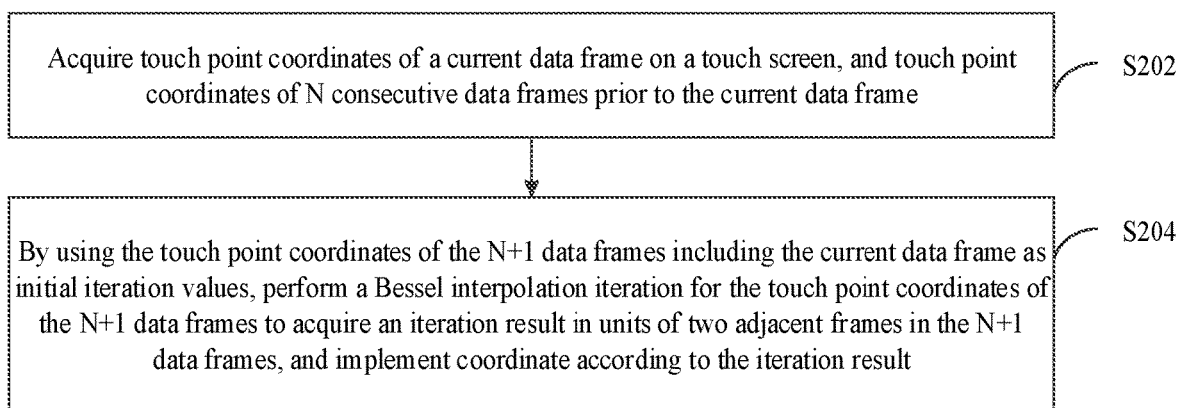 Acquire touch point coordinates of a current data frame on a touch screen, and touch point
coordinates of N consecutive data frames prior to the current data frame
S202
By using the touch point coordinates of the N+1 data frames including the current data frame as
initial iteration values, perform a Bessel interpolation iteration for the touch point coordinates of
the N+1 data frames to acquire an iteration result in units of two adjacent frames in the N+1
data frames, and implement coordinate according to the iteration result
S204